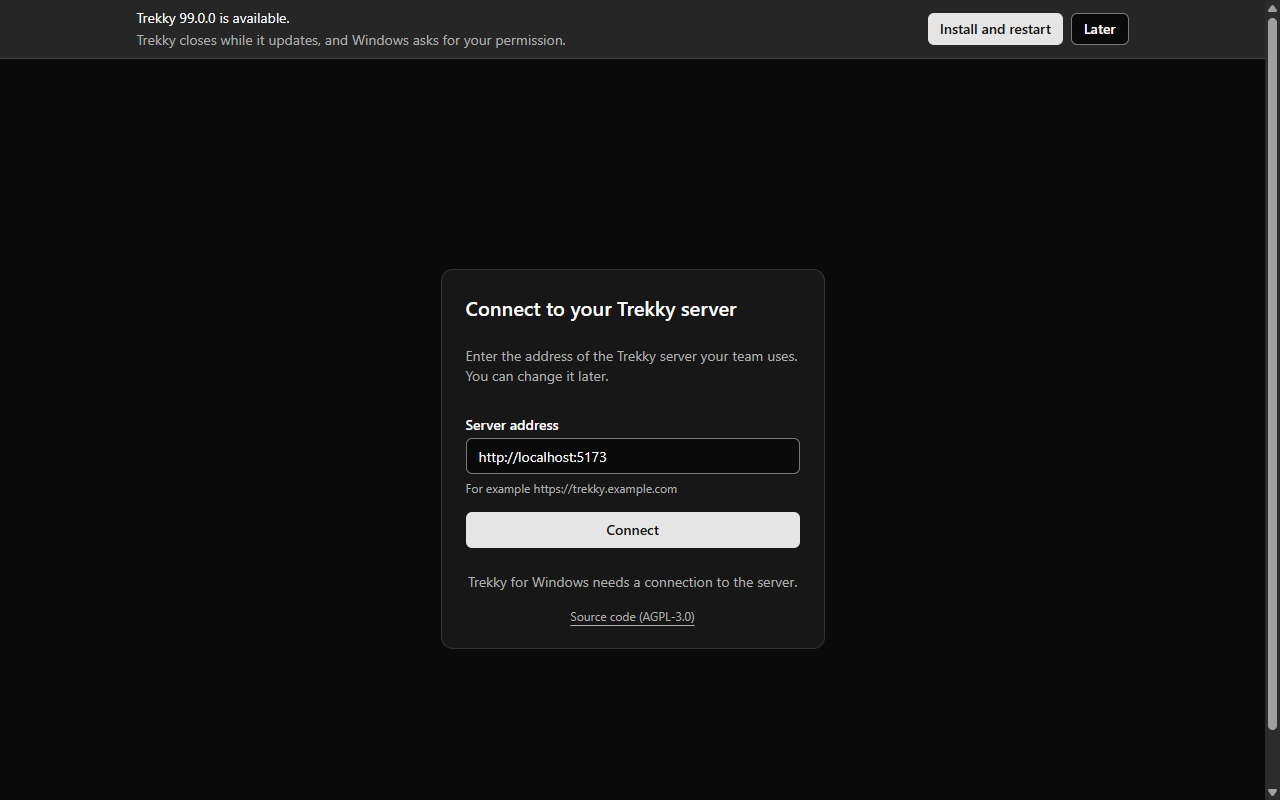 Trekky 99.0.0 is available.
Trekky closes while it updates, and Windows asks for your permission.
Install and restart
Later
Connect to your Trekky server
Enter the address of the Trekky server your team uses.
You can change it later.
Server address
http://localhost:5173
For example https://trekky.example.com
Connect
Trekky for Windows needs a connection to the server.
Source code (AGPL-3.0)